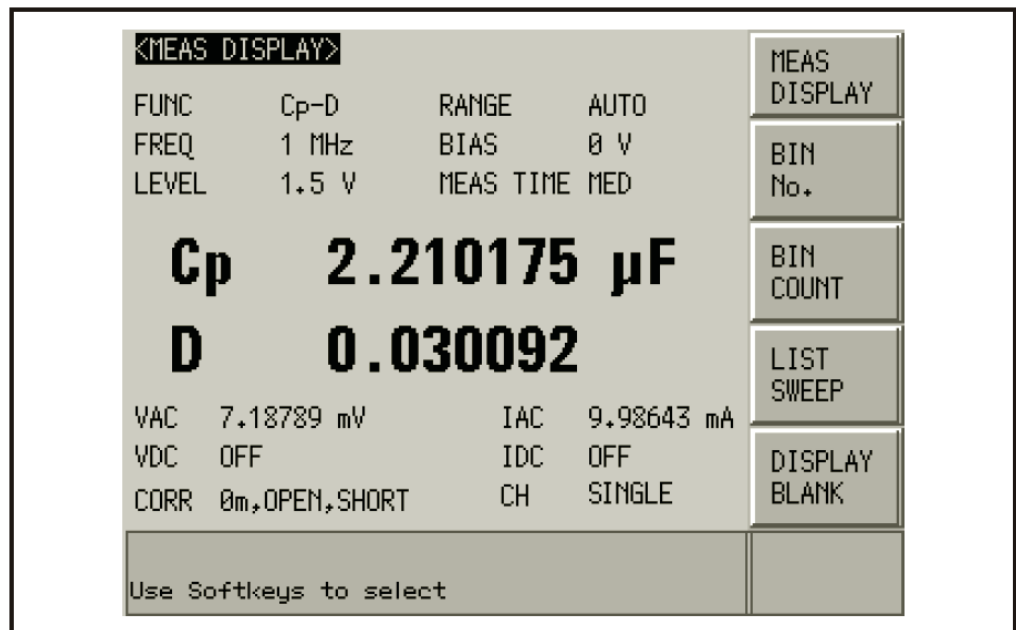 <MEAS DISPLAY>
FUNC Cp-D RANGE AUTO
FREQ 1 MHz BIAS 0 V
LEVEL 1.5 V MEAS TIME MED
Cp 2.210175 µF
D 0.030092
VAC 7.18789 mV IAC 9.98643 mA
VDC OFF IDC OFF
CORR 0m,OPEN,SHORT CH SINGLE
Use Softkeys to select
MEAS
DISPLAY
BIN
No.
BIN
COUNT
LIST
SWEEP
DISPLAY
BLANK